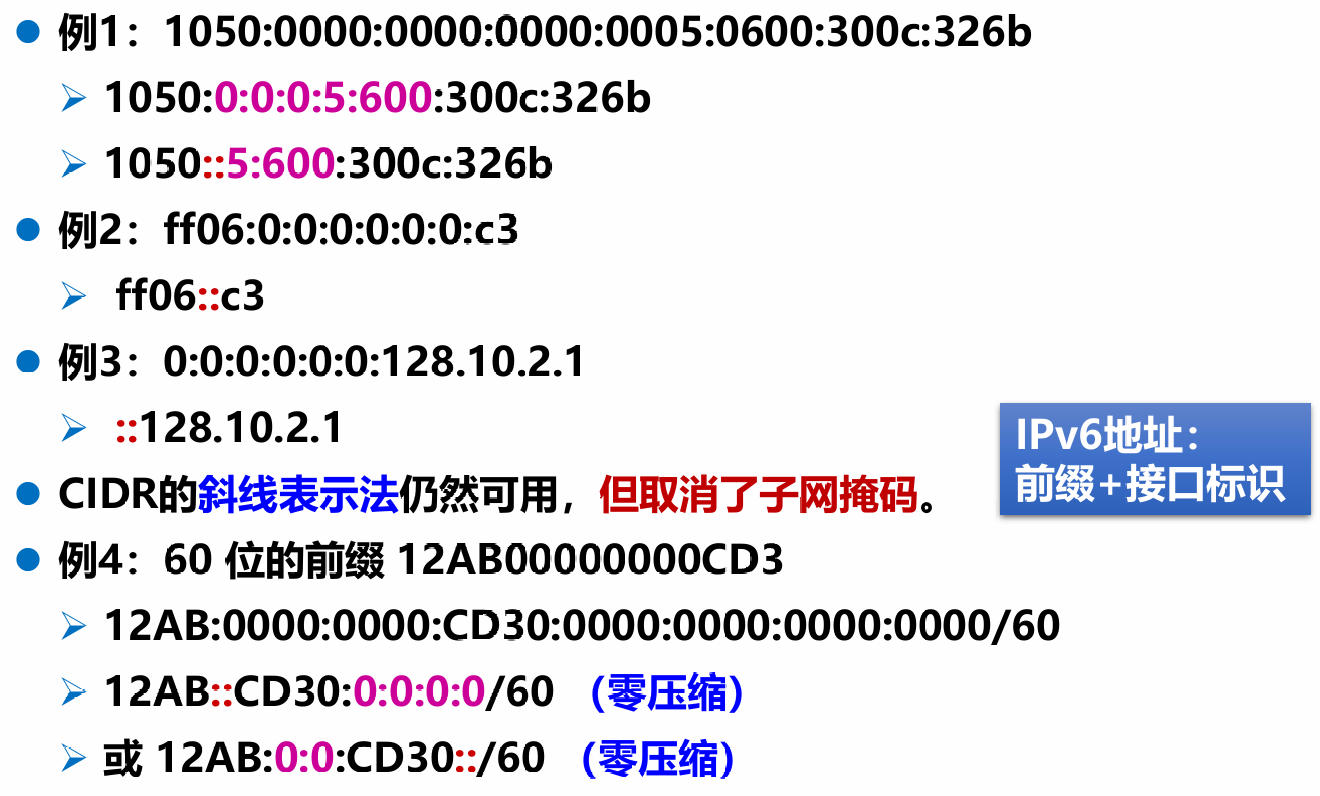 例1：1050:0000:0000:0000:0005:0600:300c:326b
1050:0:0:0:5:600:300c:326b
1050::5:600:300c:326b
例2：ff06:0:0:0:0:0:0:c3
ff06::c3
例3：0:0:0:0:0:0:128.10.2.1
::128.10.2.1
CIDR的斜线表示法仍然可用，但取消了子网掩码。
例4：60 位的前缀 12AB00000000CD3
12AB:0000:0000:CD30:0000:0000:0000:0000/60
12AB::CD30:0:0:0:0/60 （零压缩）
或 12AB:0:0:CD30::/60 （零压缩）
IPv6地址：
前缀+接口标识